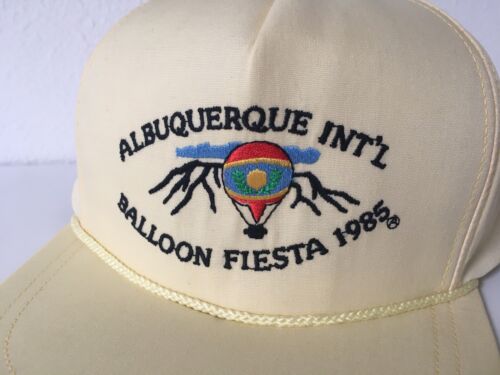 ALBUQUERQUE INT'L
BALLOON FIESTA 1985®